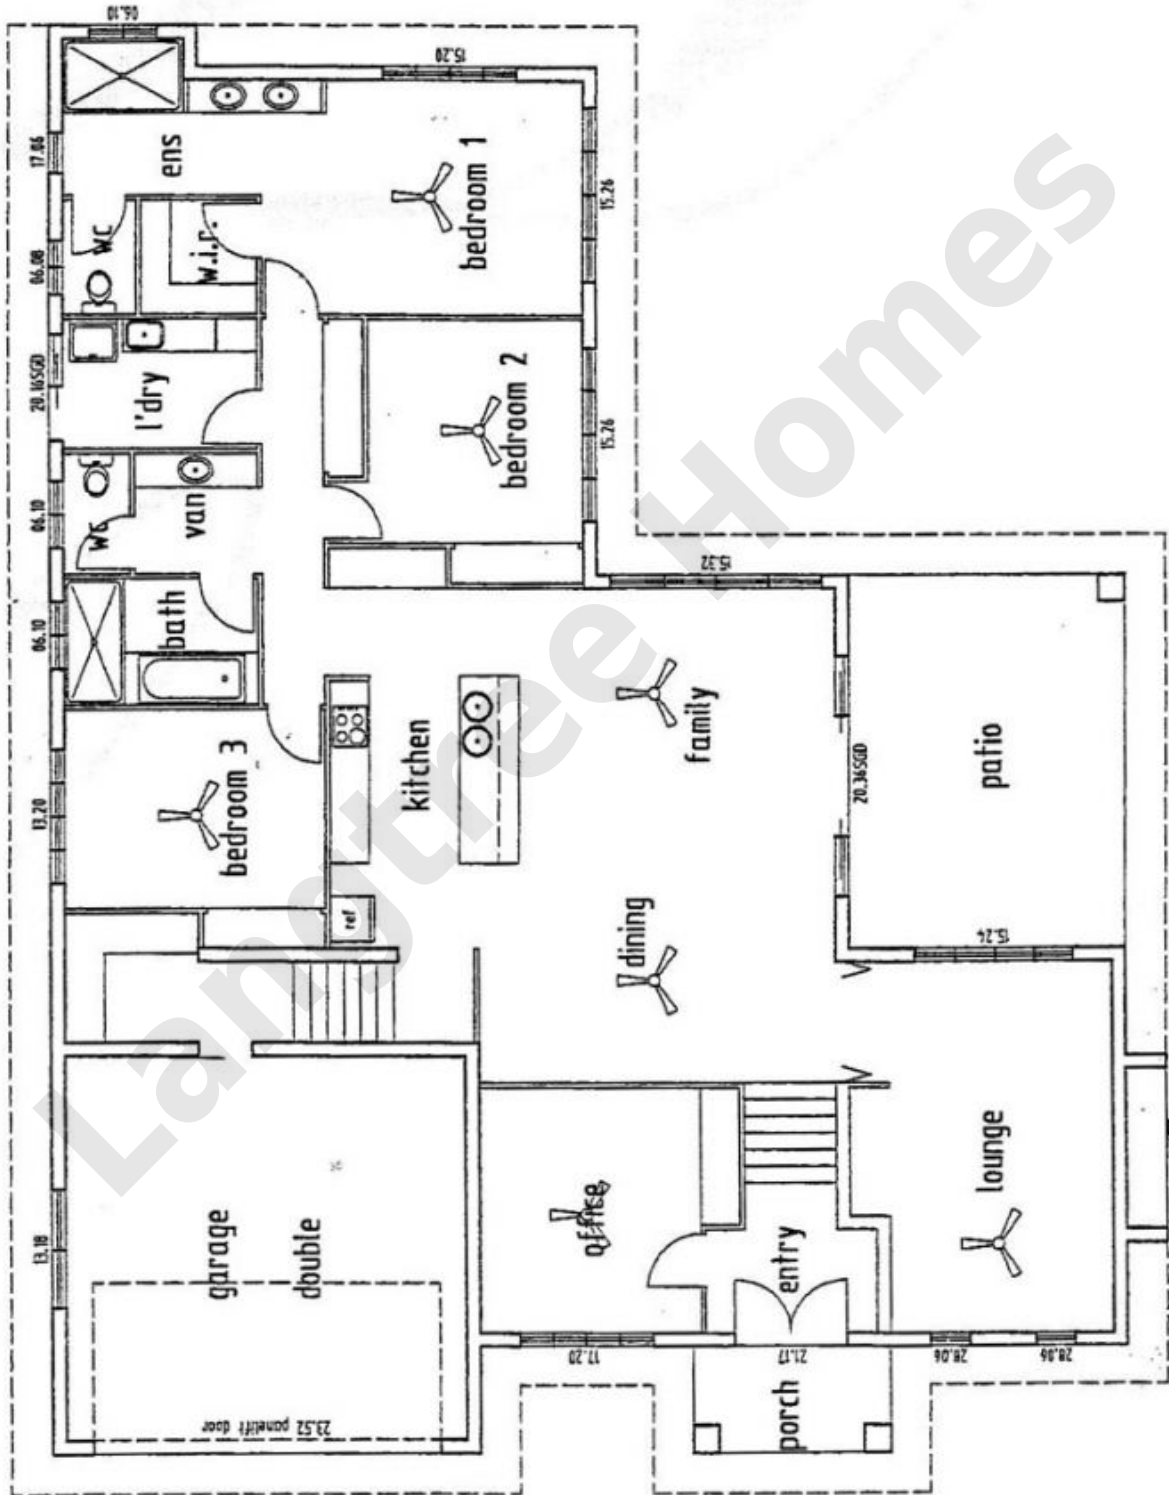 06.10
15.20
17.06
ens
bedroom 1
15.26
06.08
wc
w.i.r.
20.16SGD
l'dry
bedroom 2
15.26
06.10
wc
van
15.32
06.10
bath
bedroom 3
13.20
kitchen
family
20.36SGD
patio
ref
dining
15.24
lounge
13.18
garage
double
office
entry
23.52 panelift door
17.20
21.17
28.06
28.06
porch
Langtree Homes